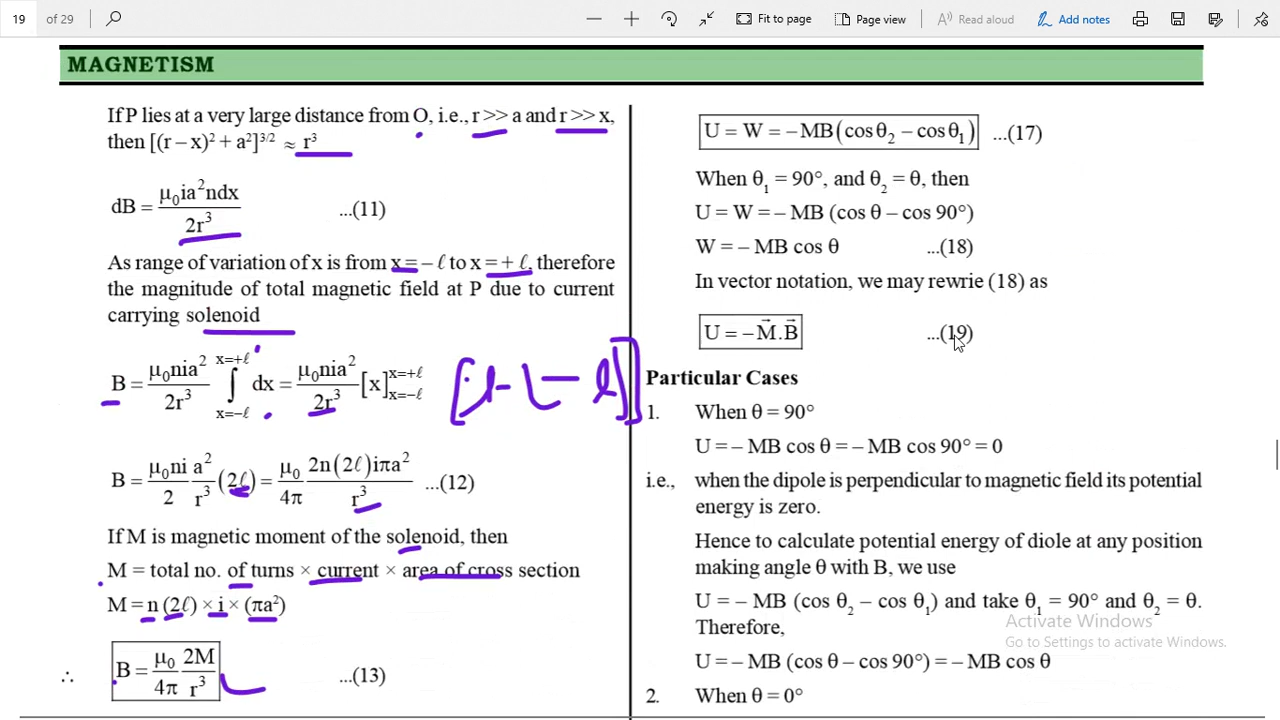 19 of 29
Fit to page
Page view
Read aloud
Add notes
MAGNETISM
If P lies at a very large distance from O, i.e., r >> a and r >> x,
then [(r – x)² + a²]^3/2 ≈ r³
dB = μ₀ia²ndx / 2r³ ...(11)
As range of variation of x is from x = – ℓ to x = + ℓ, therefore
the magnitude of total magnetic field at P due to current
carrying solenoid
B = μ₀nia² / 2r³ ∫ x=–ℓ x=+ℓ dx = μ₀nia² / 2r³ [x] x=–ℓ x=+ℓ
B = μ₀ni / 2 a² / r³ (2ℓ) = μ₀ / 4π 2n(2ℓ)iπa² / r³ ...(12)
If M is magnetic moment of the solenoid, then
M = total no. of turns × current × area of cross section
M = n (2ℓ) × i × (πa²)
∴ B = μ₀ / 4π 2M / r³ ...(13)
U = W = –MB(cos θ₂ – cos θ₁) ...(17)
When θ₁ = 90°, and θ₂ = θ, then
U = W = – MB (cos θ – cos 90°)
W = – MB cos θ ...(18)
In vector notation, we may rewrie (18) as
U = – M⃗.B⃗ ...(19)
Particular Cases
1. When θ = 90°
U = – MB cos θ = – MB cos 90° = 0
i.e., when the dipole is perpendicular to magnetic field its potential
energy is zero.
Hence to calculate potential energy of diole at any position
making angle θ with B, we use
U = – MB (cos θ₂ – cos θ₁) and take θ₁ = 90° and θ₂ = θ.
Therefore,
U = – MB (cos θ – cos 90°) = – MB cos θ
2. When θ = 0°
Activate Windows
Go to Settings to activate Windows.